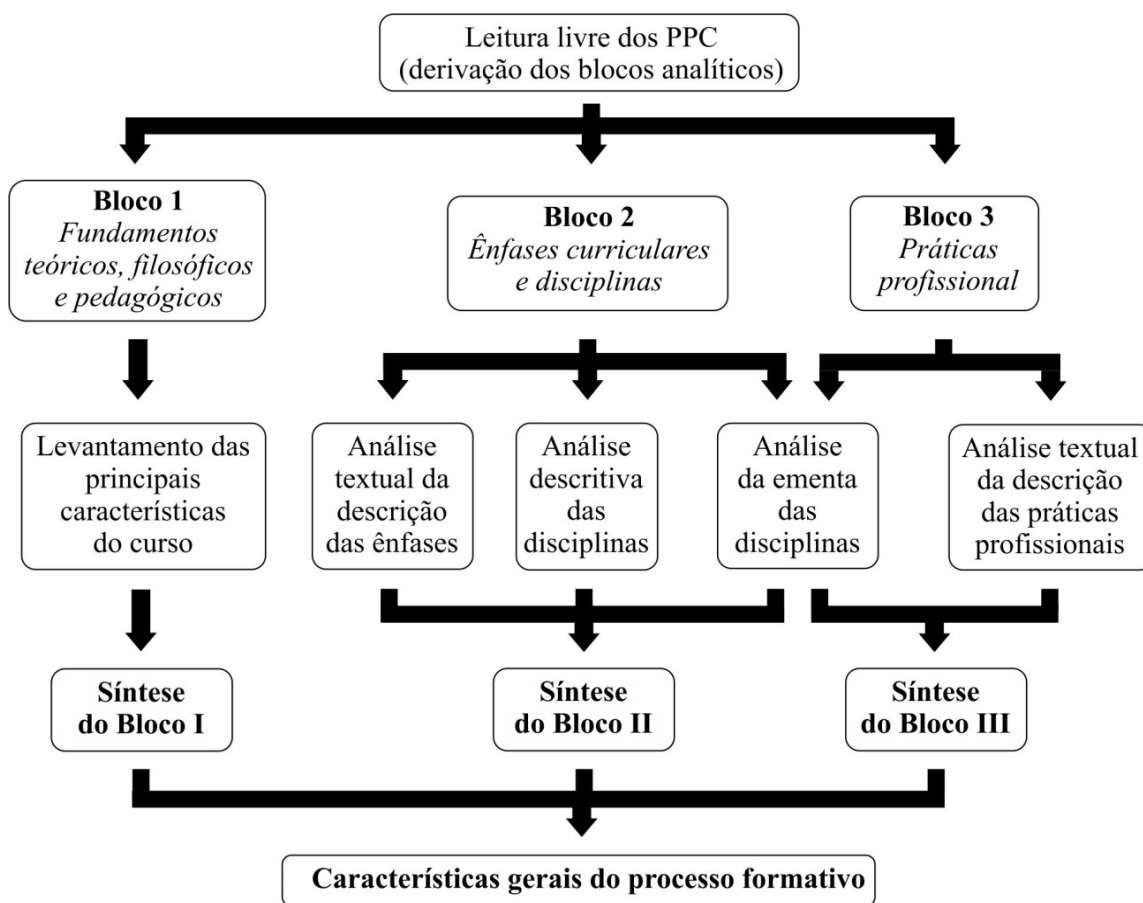 Leitura livre dos PPC
(derivação dos blocos analíticos)
Bloco 1
Fundamentos
teóricos, filosóficos
e pedagógicos
Bloco 2
Ênfases curriculares
e disciplinas
Bloco 3
Práticas
profissional
Levantamento das
principais
características
do curso
Análise
textual da
descrição
das ênfases
Análise
descritiva
das
disciplinas
Análise
da ementa
das
disciplinas
Análise textual
da descrição
das práticas
profissionais
Síntese
do Bloco I
Síntese
do Bloco II
Síntese
do Bloco III
Características gerais do processo formativo